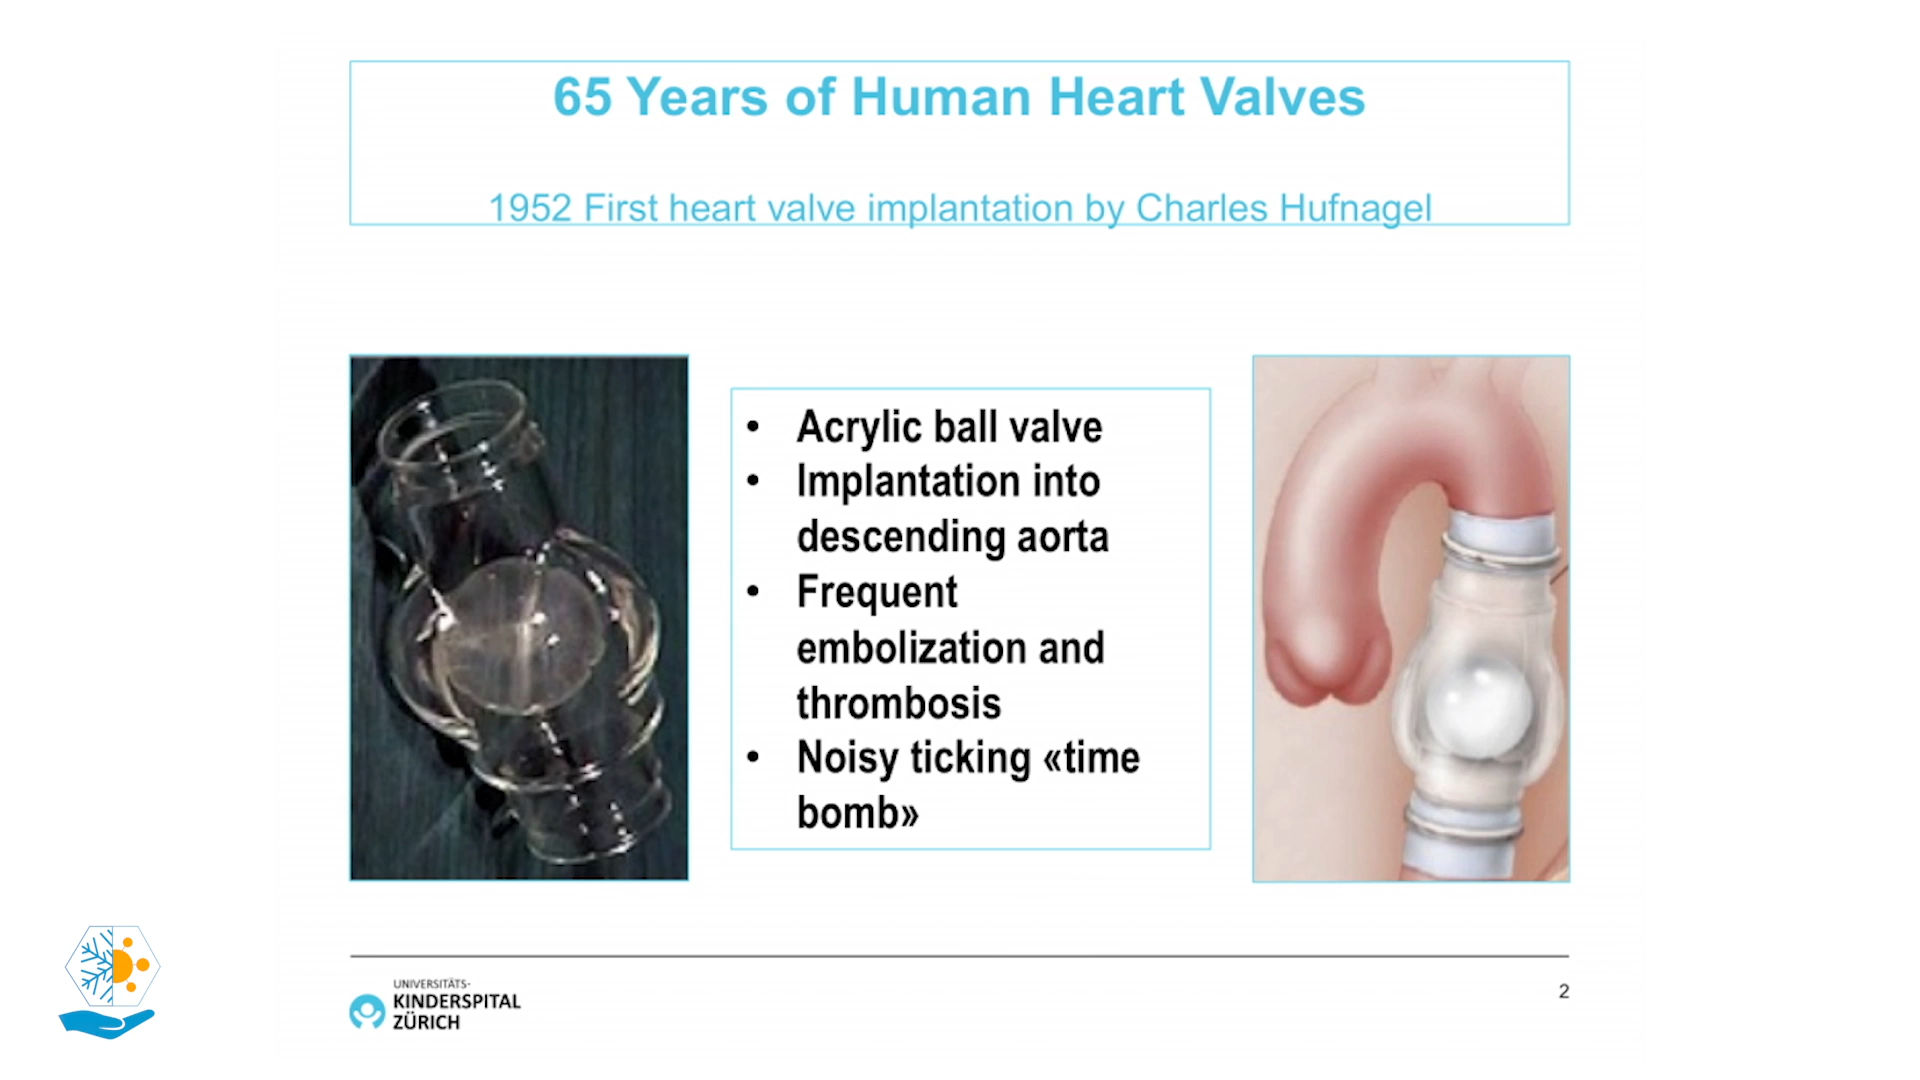 65 Years of Human Heart Valves
1952 First heart valve implantation by Charles Hufnagel
• Acrylic ball valve
• Implantation into
descending aorta
• Frequent
embolization and
thrombosis
• Noisy ticking «time
bomb»
UNIVERSITÄTS-
KINDERSPITAL
ZÜRICH
2